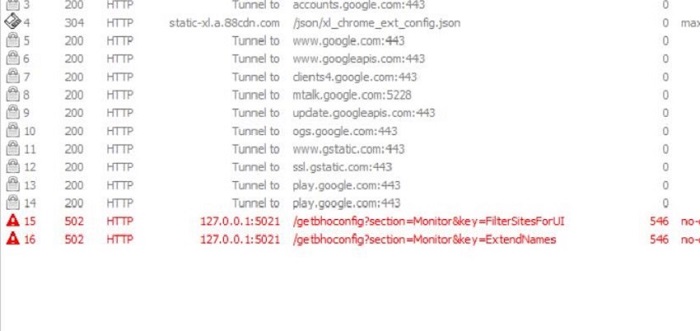 3 200 HTTP Tunnel to accounts.google.com:443 0
4 304 HTTP static-xl.a.88cdn.com /json/xl_chrome_ext_config.json 0 max
5 200 HTTP Tunnel to www.google.com:443 0
6 200 HTTP Tunnel to www.googleapis.com:443 0
7 200 HTTP Tunnel to clients4.google.com:443 0
8 200 HTTP Tunnel to mtalk.google.com:5228 0
9 200 HTTP Tunnel to update.googleapis.com:443 0
10 200 HTTP Tunnel to ogs.google.com:443 0
11 200 HTTP Tunnel to www.gstatic.com:443 0
12 200 HTTP Tunnel to ssl.gstatic.com:443 0
13 200 HTTP Tunnel to play.google.com:443 0
14 200 HTTP Tunnel to play.google.com:443 0
15 502 HTTP 127.0.0.1:5021 /getbhoconfig?section=Monitor&key=FilterSitesForUI 546 no-
16 502 HTTP 127.0.0.1:5021 /getbhoconfig?section=Monitor&key=ExtendNames 546 no-